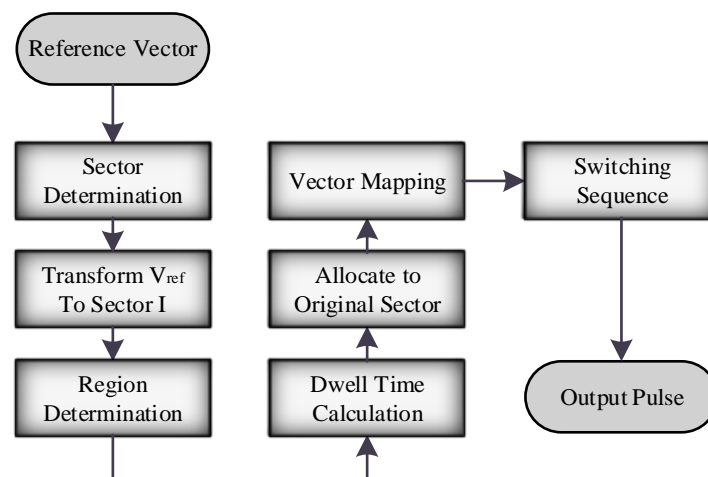 Reference Vector
Sector
Determination
Transform Vref
To Sector I
Region
Determination
Dwell Time
Calculation
Allocate to
Original Sector
Vector Mapping
Switching
Sequence
Output Pulse